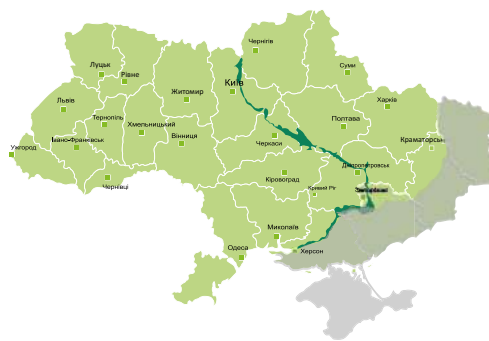 Чернігів
Луцьк
Рівне
Суми
Київ
Житомир
Львів
Харків
Тернопіль
Хмельницький
Полтава
Івано-Франківськ
Вінниця
Черкаси
Краматорськ
Ужгород
Дніпропетровськ
Чернівці
Кіровоград
Кривий Ріг
Миколаїв
Одеса
Херсон